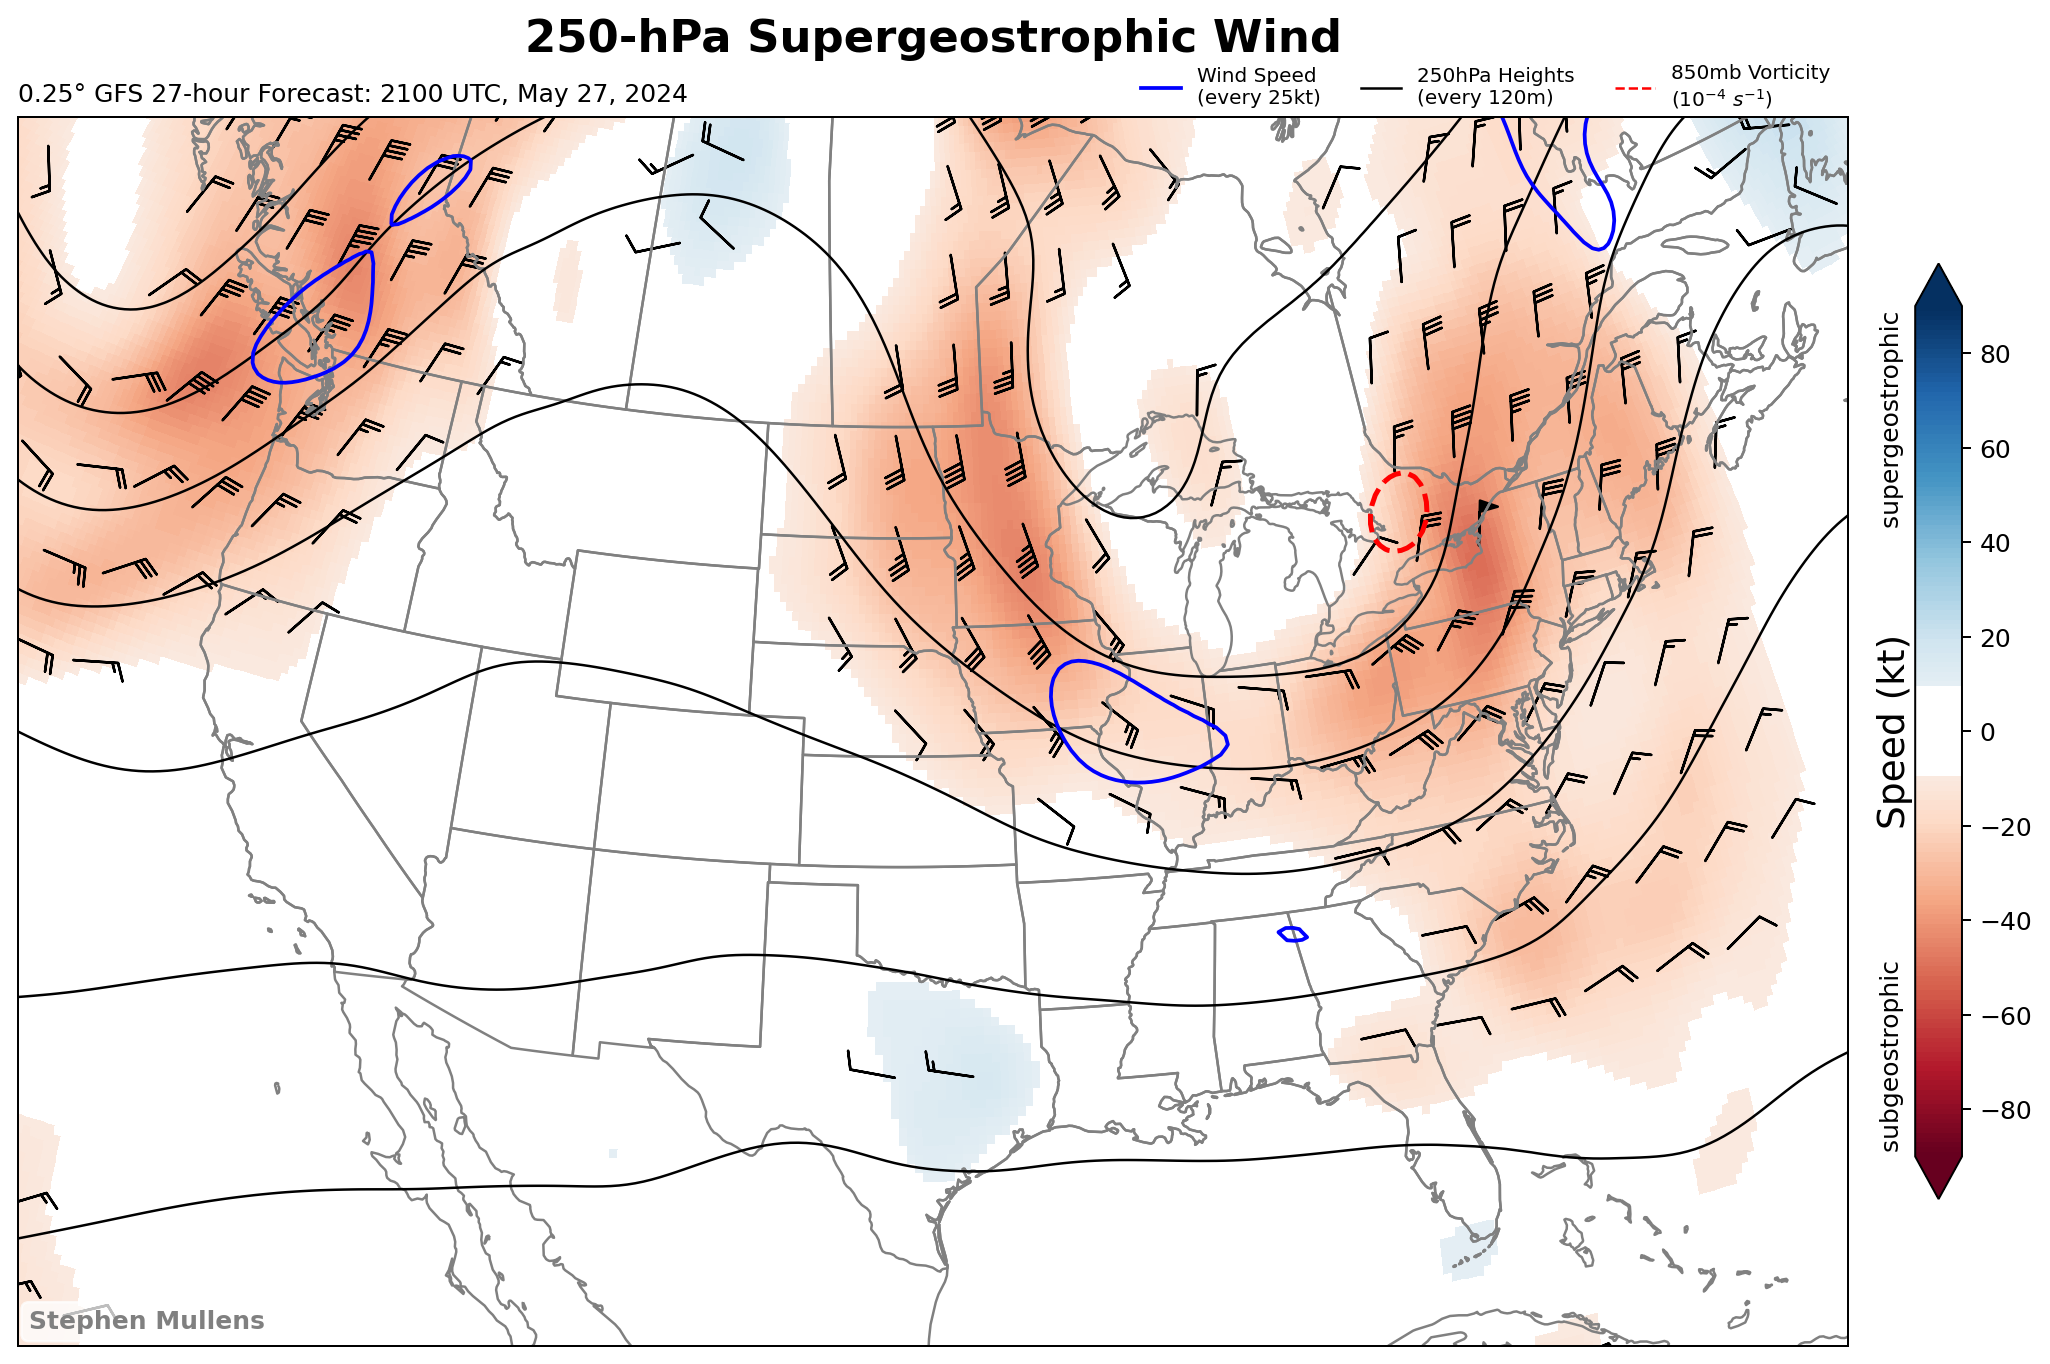 250-hPa Supergeostrophic Wind
0.25° GFS 27-hour Forecast: 2100 UTC, May 27, 2024
Wind Speed
(every 25kt)
250hPa Heights
(every 120m)
850mb Vorticity
(10⁻⁴ s⁻¹)
supergeostrophic
Speed (kt)
subgeostrophic
80
60
40
20
0
−20
−40
−60
−80
Stephen Mullens